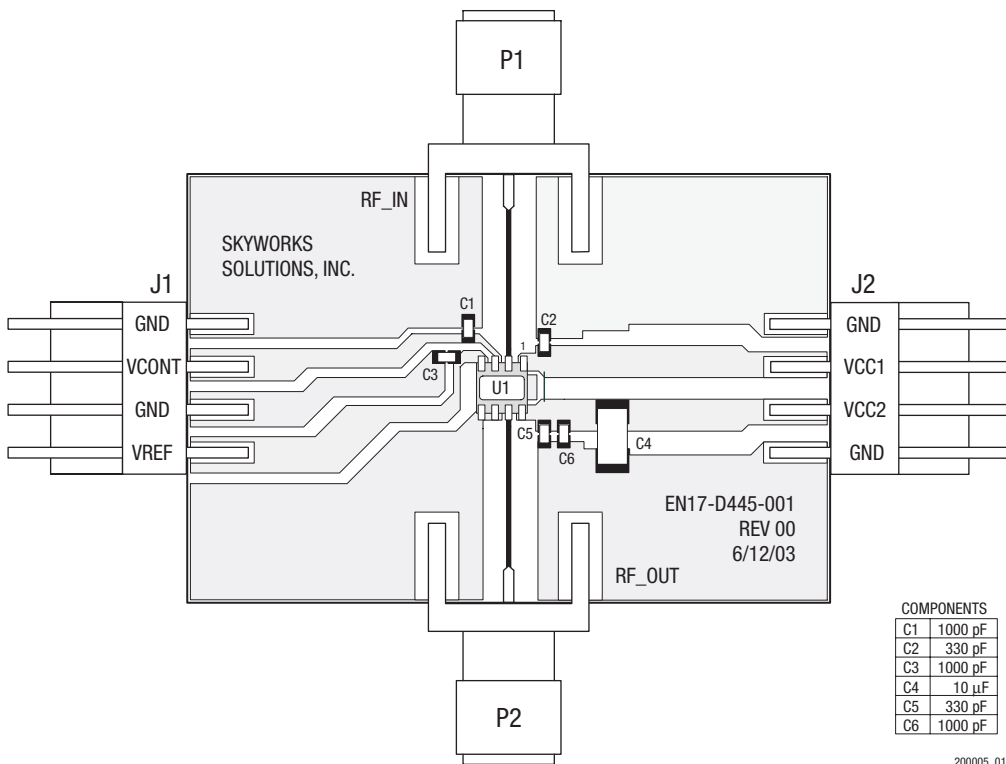 P1
RF_IN
SKYWORKS
SOLUTIONS, INC.
J1
GND
VCONT
GND
VREF
C1
C2
C3
1
U1
C5
C6
C4
J2
GND
VCC1
VCC2
GND
EN17-D445-001
REV 00
6/12/03
RF_OUT
P2
COMPONENTS
C1 1000 pF
C2 330 pF
C3 1000 pF
C4 10 μF
C5 330 pF
C6 1000 pF
200005_01